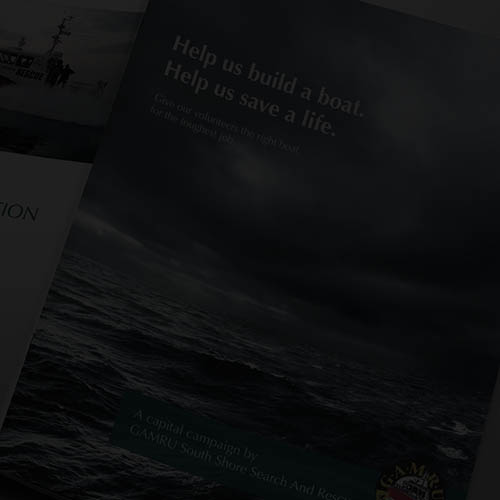 RESCUE
Help us build a boat.
Help us save a life.
Give our volunteers the right boat
for the toughest job.
TION
A capital campaign by
GAMRU South Shore Search And Res
G.A.M.R.U